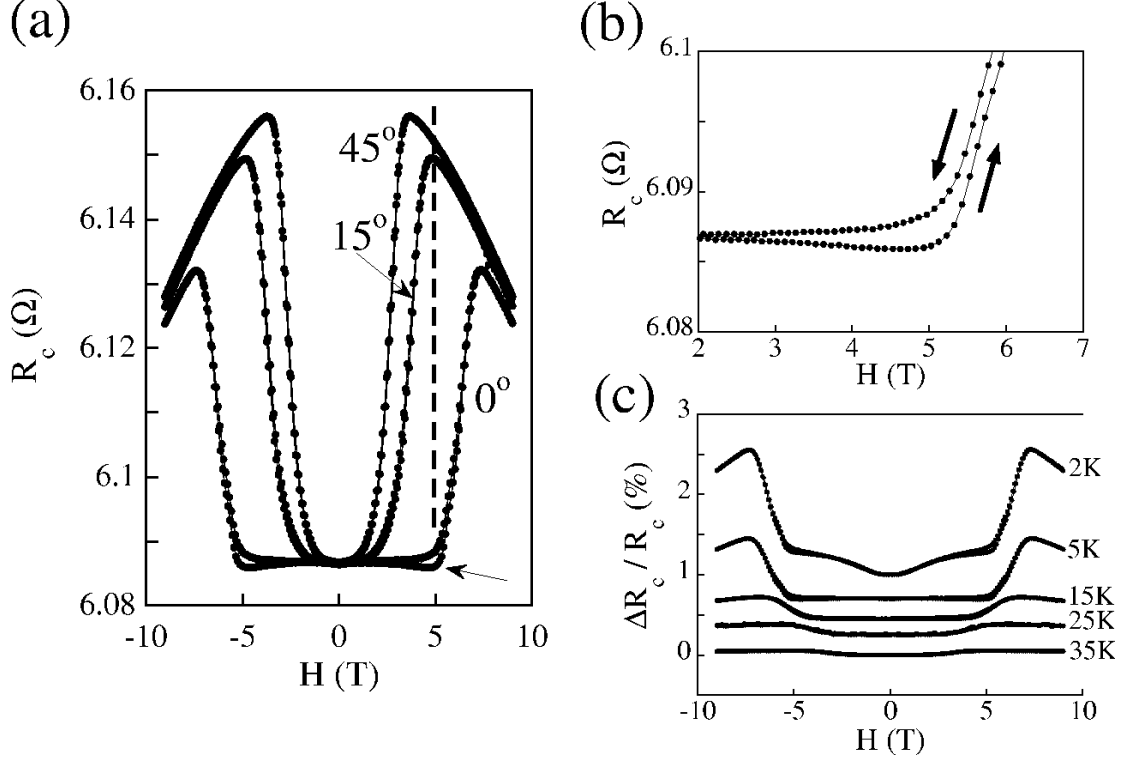 (a)
6.16
6.14
6.12
6.1
6.08
R_c (Ω)
45°
15°
0°
-10
-5
0
5
10
H (T)
(b)
6.1
6.09
6.08
R_c (Ω)
2
3
4
5
6
7
H (T)
(c)
3
2
1
0
ΔR_c / R_c (%)
2K
5K
15K
25K
35K
-10
-5
0
5
10
H (T)